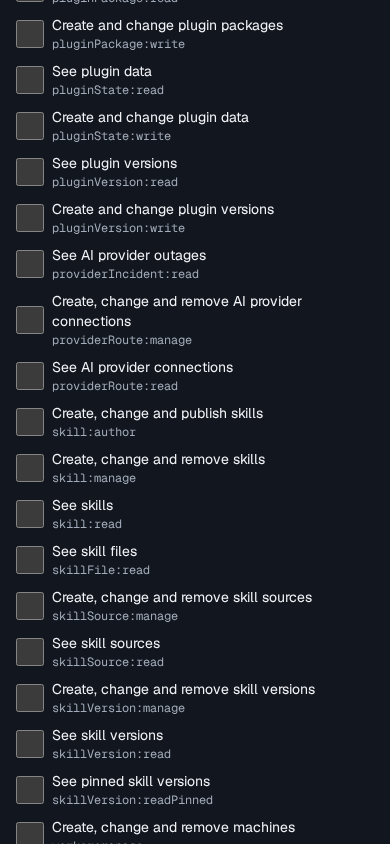 pluginPackage:read
Create and change plugin packages
pluginPackage:write
See plugin data
pluginState:read
Create and change plugin data
pluginState:write
See plugin versions
pluginVersion:read
Create and change plugin versions
pluginVersion:write
See AI provider outages
providerIncident:read
Create, change and remove AI provider
connections
providerRoute:manage
See AI provider connections
providerRoute:read
Create, change and publish skills
skill:author
Create, change and remove skills
skill:manage
See skills
skill:read
See skill files
skillFile:read
Create, change and remove skill sources
skillSource:manage
See skill sources
skillSource:read
Create, change and remove skill versions
skillVersion:manage
See skill versions
skillVersion:read
See pinned skill versions
skillVersion:readPinned
Create, change and remove machines